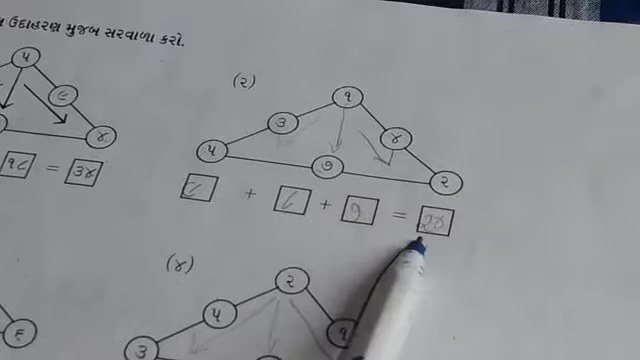 ઉદાહરણ મુજબ સરવાળા કરો.
૫
૯
૪
૧૮ = ૩૪
(૨)
૧
૩ ૪
૫ ૭ ૨
૯ + ૮ + ૭ = ૨૪
(૪)
૨
૫
૬ ૩